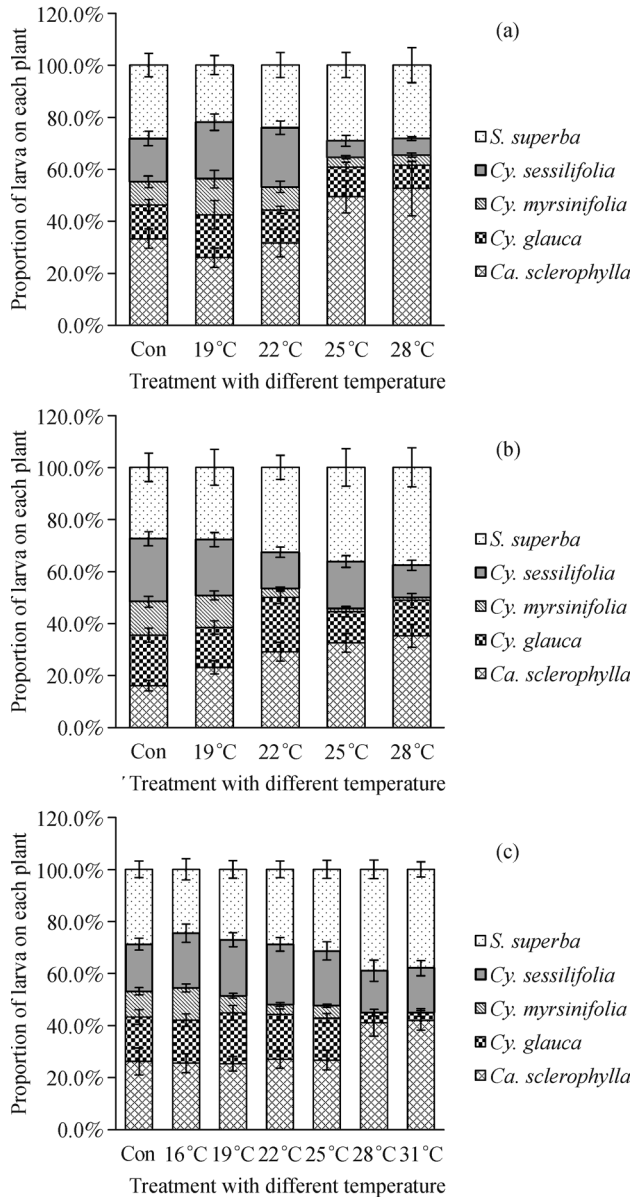 (a)
Proportion of larva on each plant
120.0%
100.0%
80.0%
60.0%
40.0%
20.0%
0.0%
S. superba
Cy. sessilifolia
Cy. myrsinifolia
Cy. glauca
Ca. sclerophylla
Con 19°C 22°C 25°C 28°C
Treatment with different temperature
(b)
Proportion of larva on each plant
120.0%
100.0%
80.0%
60.0%
40.0%
20.0%
0.0%
S. superba
Cy. sessilifolia
Cy. myrsinifolia
Cy. glauca
Ca. sclerophylla
Con 19°C 22°C 25°C 28°C
Treatment with different temperature
(c)
Proportion of larva on each plant
120.0%
100.0%
80.0%
60.0%
40.0%
20.0%
0.0%
S. superba
Cy. sessilifolia
Cy. myrsinifolia
Cy. glauca
Ca. sclerophylla
Con 16°C 19°C 22°C 25°C 28°C 31°C
Treatment with different temperature